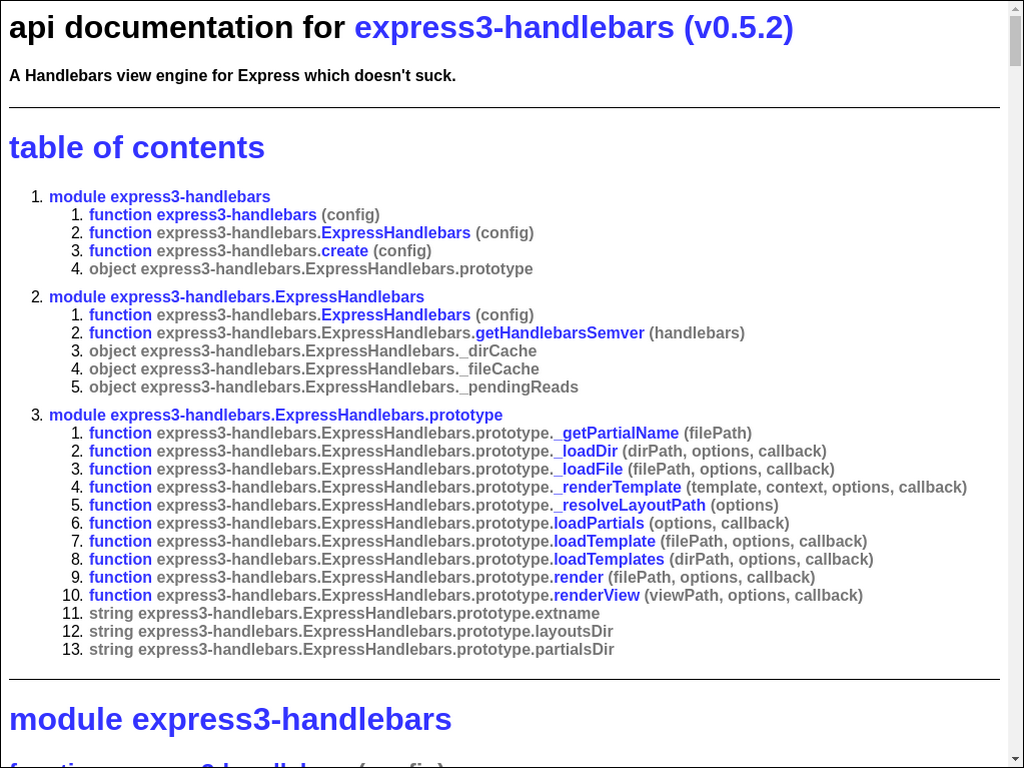 api documentation for express3-handlebars (v0.5.2)
A Handlebars view engine for Express which doesn't suck.
table of contents
1. module express3-handlebars
1. function express3-handlebars (config)
2. function express3-handlebars.ExpressHandlebars (config)
3. function express3-handlebars.create (config)
4. object express3-handlebars.ExpressHandlebars.prototype
2. module express3-handlebars.ExpressHandlebars
1. function express3-handlebars.ExpressHandlebars (config)
2. function express3-handlebars.ExpressHandlebars.getHandlebarsSemver (handlebars)
3. object express3-handlebars.ExpressHandlebars._dirCache
4. object express3-handlebars.ExpressHandlebars._fileCache
5. object express3-handlebars.ExpressHandlebars._pendingReads
3. module express3-handlebars.ExpressHandlebars.prototype
1. function express3-handlebars.ExpressHandlebars.prototype._getPartialName (filePath)
2. function express3-handlebars.ExpressHandlebars.prototype._loadDir (dirPath, options, callback)
3. function express3-handlebars.ExpressHandlebars.prototype._loadFile (filePath, options, callback)
4. function express3-handlebars.ExpressHandlebars.prototype._renderTemplate (template, context, options, callback)
5. function express3-handlebars.ExpressHandlebars.prototype._resolveLayoutPath (options)
6. function express3-handlebars.ExpressHandlebars.prototype.loadPartials (options, callback)
7. function express3-handlebars.ExpressHandlebars.prototype.loadTemplate (filePath, options, callback)
8. function express3-handlebars.ExpressHandlebars.prototype.loadTemplates (dirPath, options, callback)
9. function express3-handlebars.ExpressHandlebars.prototype.render (filePath, options, callback)
10. function express3-handlebars.ExpressHandlebars.prototype.renderView (viewPath, options, callback)
11. string express3-handlebars.ExpressHandlebars.prototype.extname
12. string express3-handlebars.ExpressHandlebars.prototype.layoutsDir
13. string express3-handlebars.ExpressHandlebars.prototype.partialsDir
module express3-handlebars
function express3-handlebars (config)